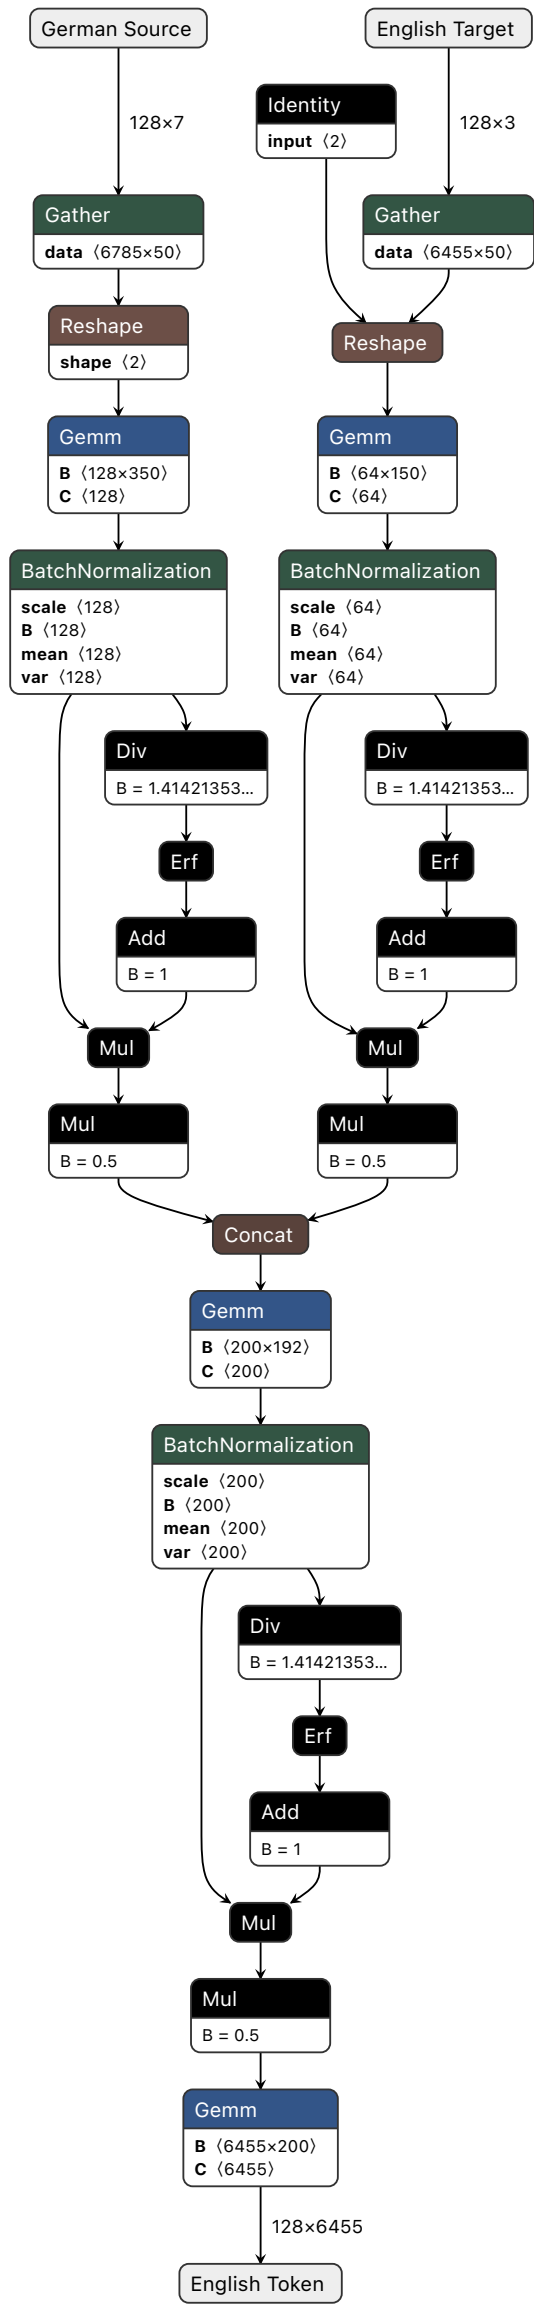 German Source
English Target
128×7
Identity
input 〈2〉
128×3
Gather
data 〈6785×50〉
Gather
data 〈6455×50〉
Reshape
shape 〈2〉
Reshape
Gemm
B 〈128×350〉
C 〈128〉
Gemm
B 〈64×150〉
C 〈64〉
BatchNormalization
scale 〈128〉
B 〈128〉
mean 〈128〉
var 〈128〉
BatchNormalization
scale 〈64〉
B 〈64〉
mean 〈64〉
var 〈64〉
Div
B = 1.41421353...
Div
B = 1.41421353...
Erf
Erf
Add
B = 1
Add
B = 1
Mul
Mul
Mul
B = 0.5
Mul
B = 0.5
Concat
Gemm
B 〈200×192〉
C 〈200〉
BatchNormalization
scale 〈200〉
B 〈200〉
mean 〈200〉
var 〈200〉
Div
B = 1.41421353...
Erf
Add
B = 1
Mul
Mul
B = 0.5
Gemm
B 〈6455×200〉
C 〈6455〉
128×6455
English Token